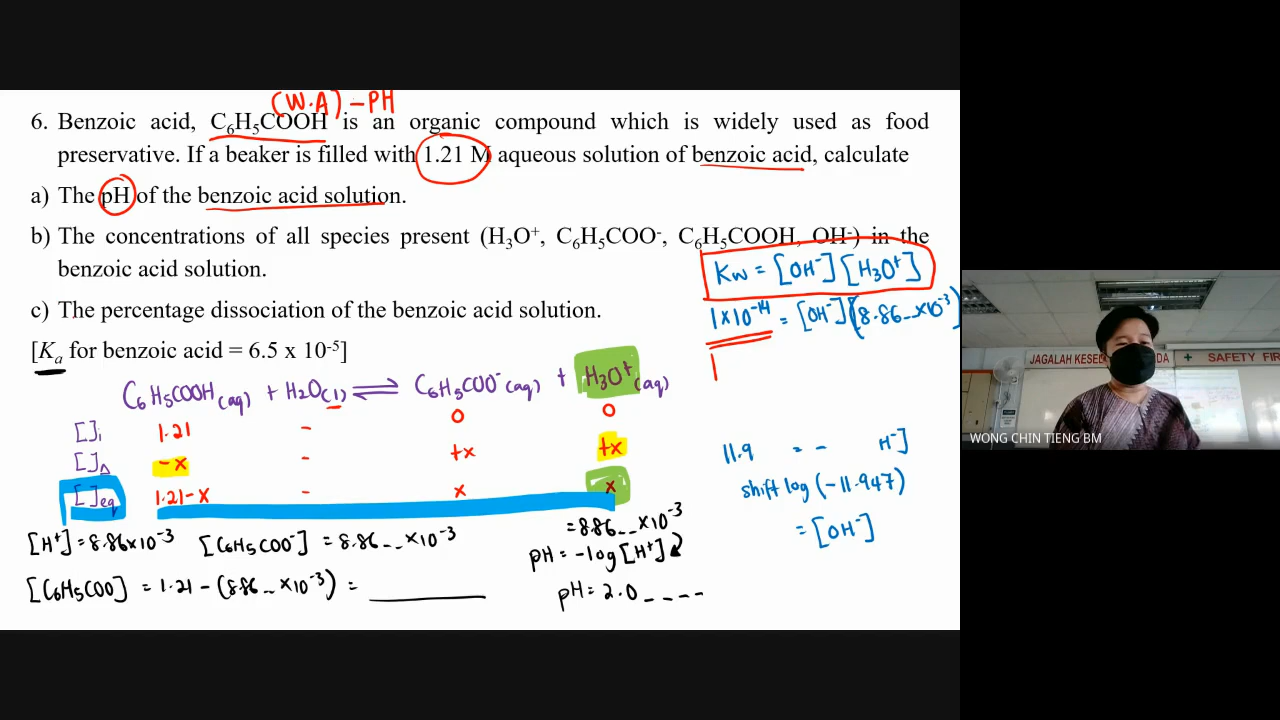 (W.A) - PH
6. Benzoic acid, C₆H₅COOH is an organic compound which is widely used as food
preservative. If a beaker is filled with 1.21 M aqueous solution of benzoic acid, calculate
a) The pH of the benzoic acid solution.
b) The concentrations of all species present (H₃O⁺, C₆H₅COO⁻, C₆H₅COOH, OH⁻) in the
benzoic acid solution.
Kw = [OH⁻][H₃O⁺]
c) The percentage dissociation of the benzoic acid solution.
1x10⁻¹⁴ = [OH⁻](8.86...x10⁻³)
[Kₐ for benzoic acid = 6.5 x 10⁻⁵]
C₆H₅COOH(aq) + H₂O(l) ⇌ C₆H₅COO⁻(aq) + H₃O⁺(aq)
[ ]i 1.21 - 0 0
[ ]Δ -x - +x +x
[ ]eq 1.21-x - x x
11.9 = - H⁻]
shift log (-11.947)
= [OH⁻]
= 8.86...x10⁻³
[H⁺] = 8.86x10⁻³ [C₆H₅COO⁻] = 8.86...x10⁻³
pH = -log[H⁺]
[C₆H₅COO] = 1.21 - (8.86...x10⁻³) = ______
pH = 2.0 _ _ _ _
JAGALAH KESE DA
SAFETY FIR
WONG CHIN TIENG BM